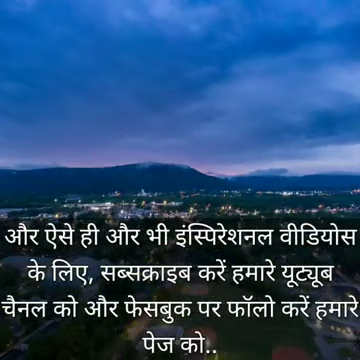 और ऐसे ही और भी इंस्पिरेशनल वीडियोस
के लिए, सब्सक्राइब करें हमारे यूट्यूब
चैनल को और फेसबुक पर फॉलो करें हमारे
पेज को..